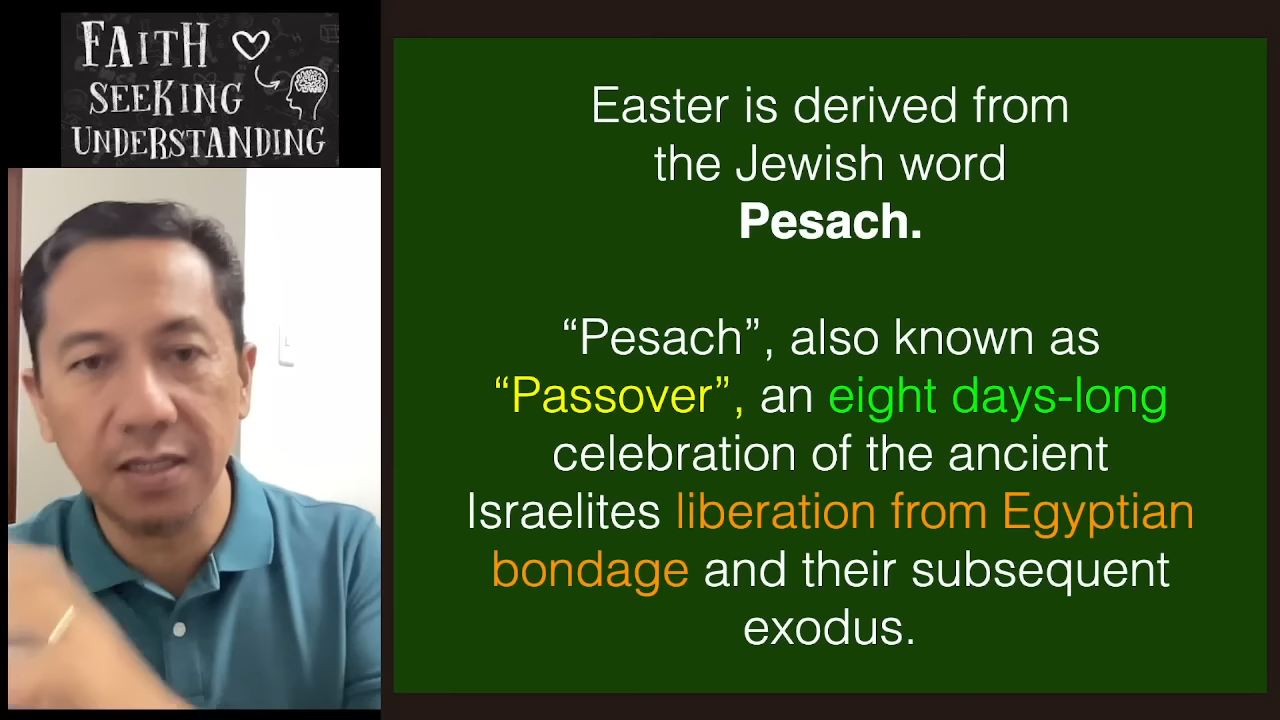 FAITH
SEEKING
UNDERSTANDING
Easter is derived from
the Jewish word
Pesach.
“Pesach”, also known as
“Passover”, an eight days-long
celebration of the ancient
Israelites liberation from Egyptian
bondage and their subsequent
exodus.